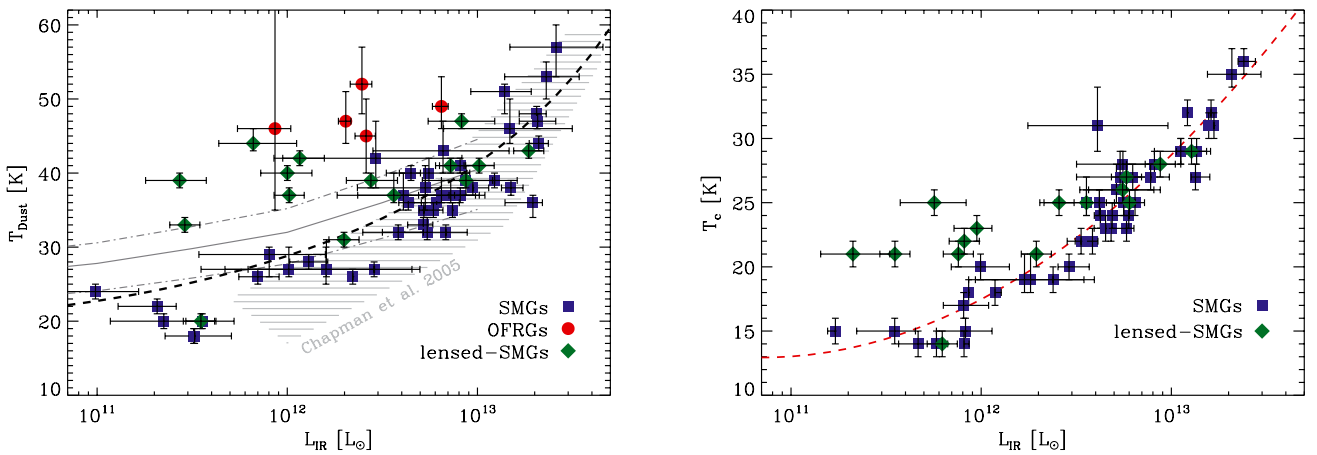 60
50
40
30
20
10
T_Dust [K]
10^11
10^12
10^13
L_IR [L_⊙]
Chapman et al. 2005
SMGs
OFRGs
lensed-SMGs
40
35
30
25
20
15
10
T_c [K]
10^11
10^12
10^13
L_IR [L_⊙]
SMGs
lensed-SMGs